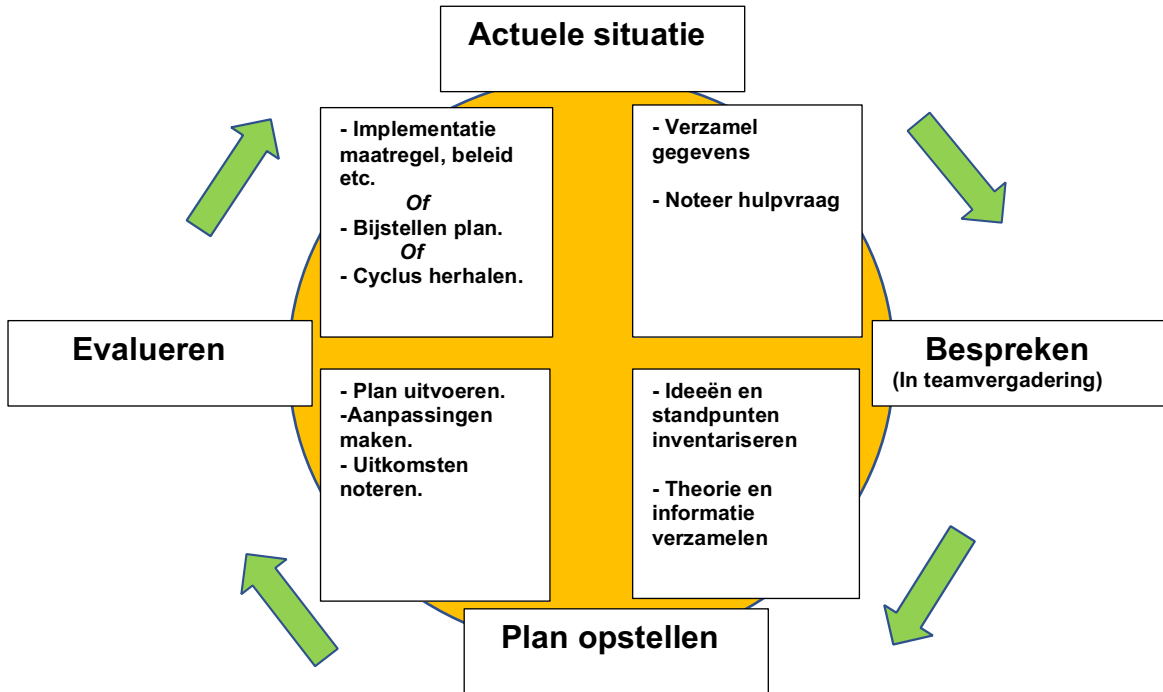 Actuele situatie
- Implementatie
maatregel, beleid
etc.
Of
- Bijstellen plan.
Of
- Cyclus herhalen.
- Verzamel
gegevens
- Noteer hulpvraag
Evalueren
Bespreken
(In teamvergadering)
- Plan uitvoeren.
-Aanpassingen
maken.
- Uitkomsten
noteren.
- Ideeën en
standpunten
inventariseren
- Theorie en
informatie
verzamelen
Plan opstellen